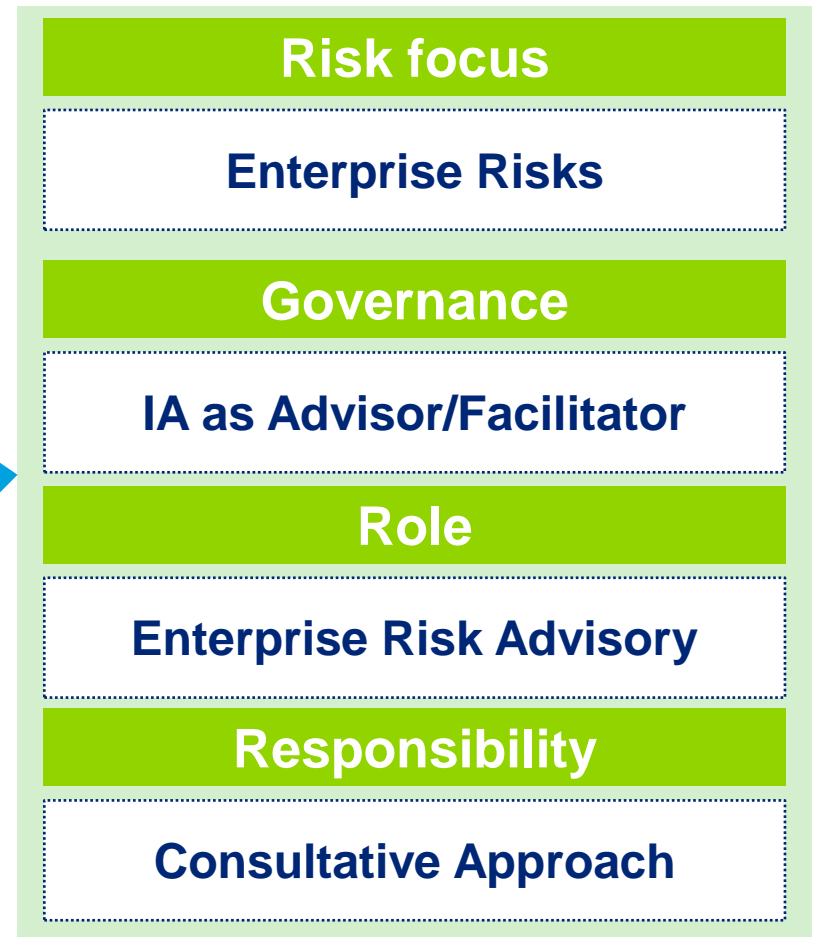 Risk focus
Enterprise Risks
Governance
IA as Advisor/Facilitator
Role
Enterprise Risk Advisory
Responsibility
Consultative Approach